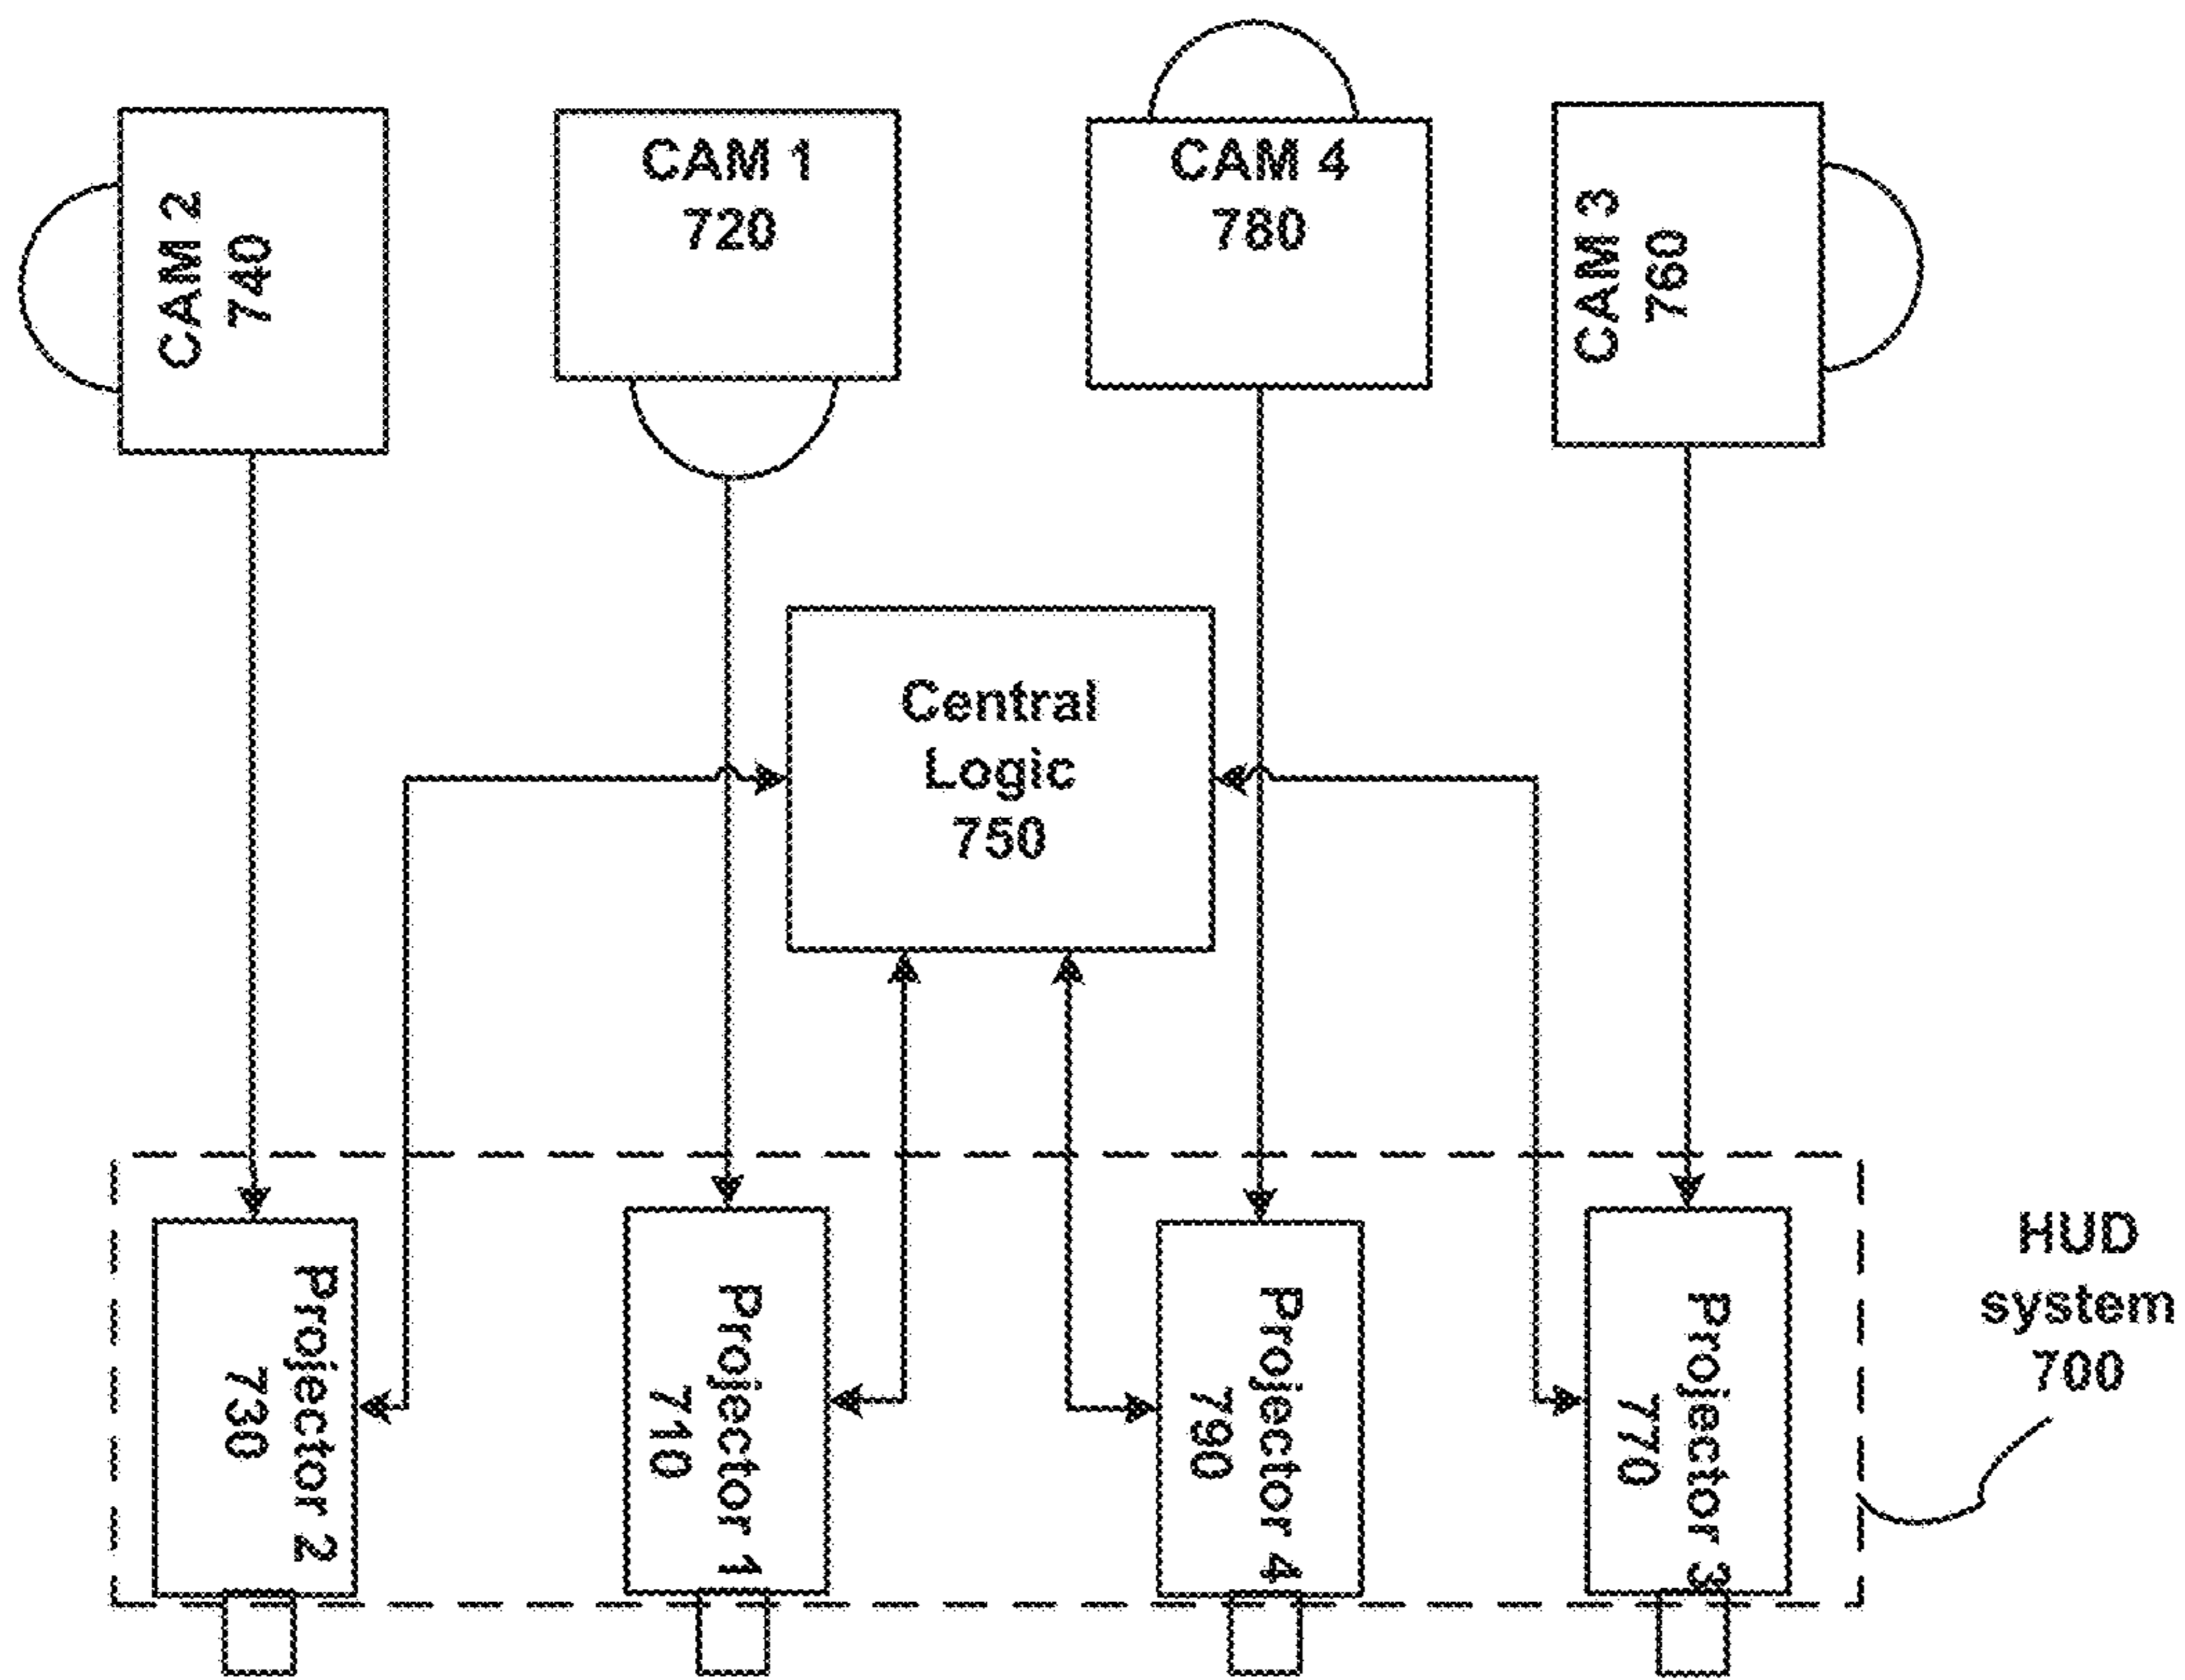 CAM 2
740
CAM 1
720
CAM 4
780
CAM 3
760
Central
Logic
750
Projector 2
730
Projector 1
710
Projector 4
790
Projector 3
770
HUD
system
700